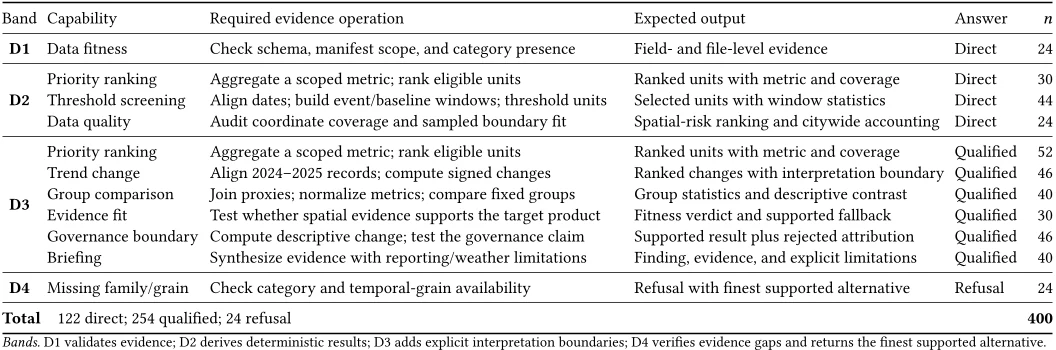 Band Capability Required evidence operation Expected output Answer n
D1 Data fitness Check schema, manifest scope, and category presence Field- and file-level evidence Direct 24
Priority ranking Aggregate a scoped metric; rank eligible units Ranked units with metric and coverage Direct 30
D2 Threshold screening Align dates; build event/baseline windows; threshold units Selected units with window statistics Direct 44
Data quality Audit coordinate coverage and sampled boundary fit Spatial-risk ranking and citywide accounting Direct 24
Priority ranking Aggregate a scoped metric; rank eligible units Ranked units with metric and coverage Qualified 52
Trend change Align 2024–2025 records; compute signed changes Ranked changes with interpretation boundary Qualified 46
D3 Group comparison Join proxies; normalize metrics; compare fixed groups Group statistics and descriptive contrast Qualified 40
Evidence fit Test whether spatial evidence supports the target product Fitness verdict and supported fallback Qualified 30
Governance boundary Compute descriptive change; test the governance claim Supported result plus rejected attribution Qualified 46
Briefing Synthesize evidence with reporting/weather limitations Finding, evidence, and explicit limitations Qualified 40
D4 Missing family/grain Check category and temporal-grain availability Refusal with finest supported alternative Refusal 24
Total 122 direct; 254 qualified; 24 refusal 400
Bands. D1 validates evidence; D2 derives deterministic results; D3 adds explicit interpretation boundaries; D4 verifies evidence gaps and returns the finest supported alternative.